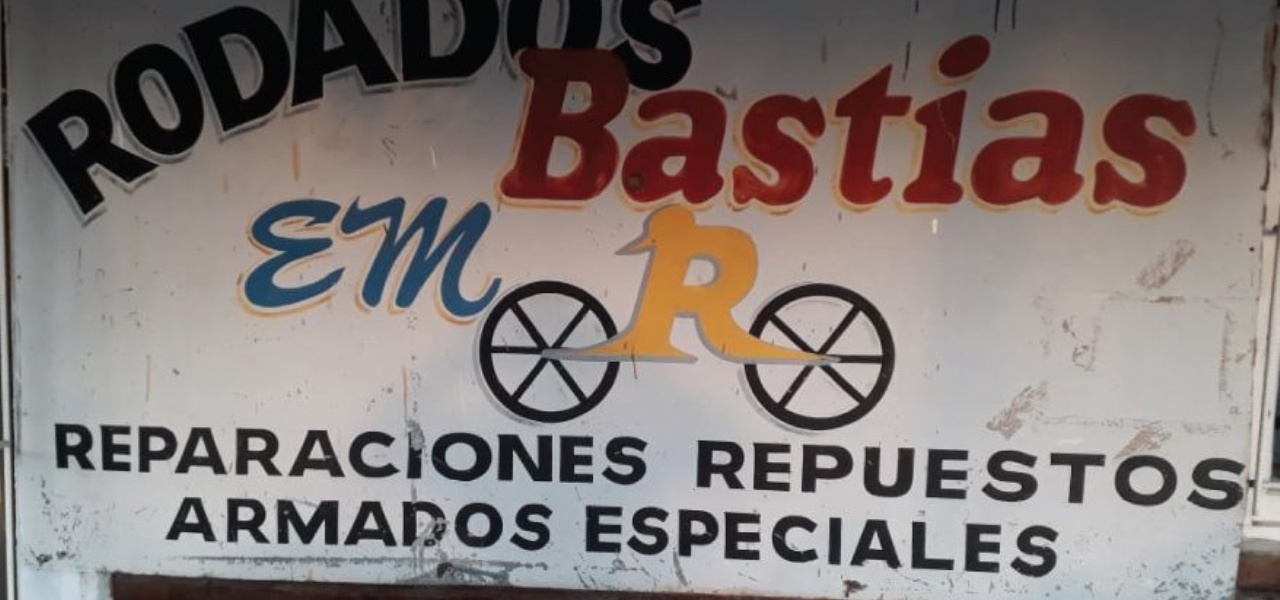 RODADOS
Bastias
EM R
REPARACIONES REPUESTOS
ARMADOS ESPECIALES